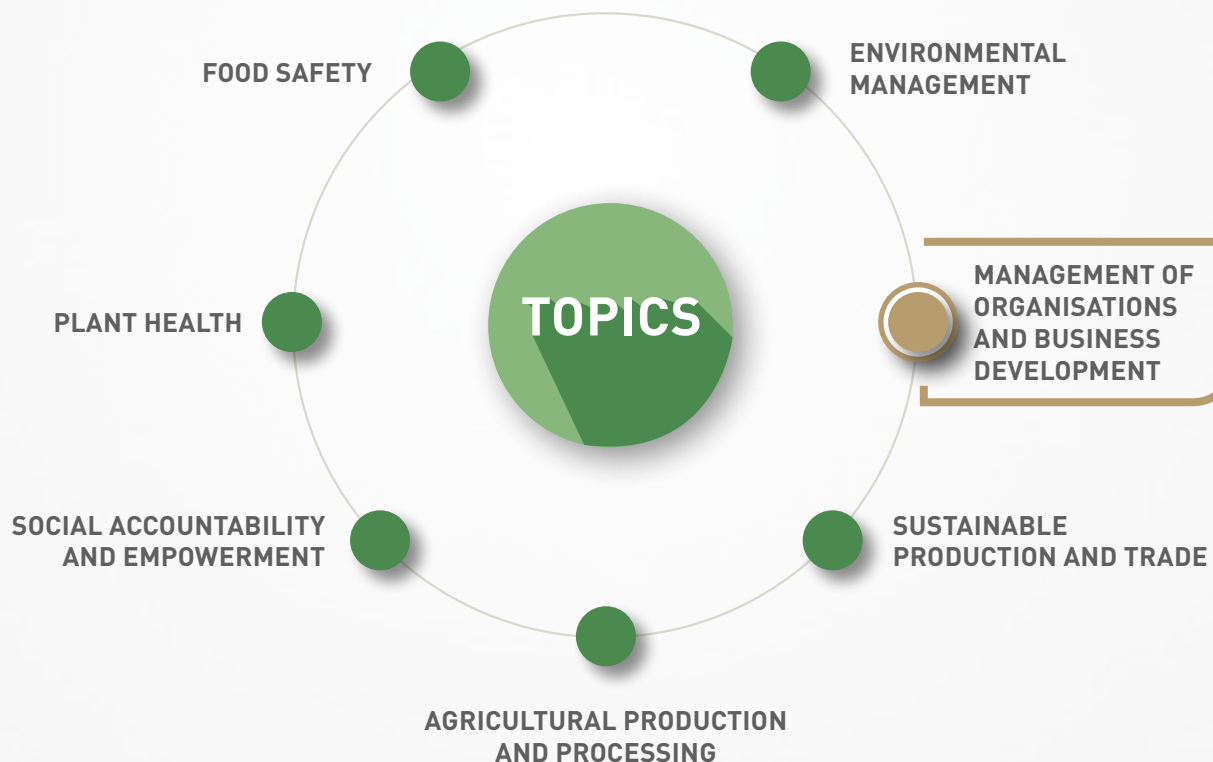 FOOD SAFETY
ENVIRONMENTAL
MANAGEMENT
TOPICS
MANAGEMENT OF
ORGANISATIONS
AND BUSINESS
DEVELOPMENT
PLANT HEALTH
SOCIAL ACCOUNTABILITY
AND EMPOWERMENT
SUSTAINABLE
PRODUCTION AND TRADE
AGRICULTURAL PRODUCTION
AND PROCESSING